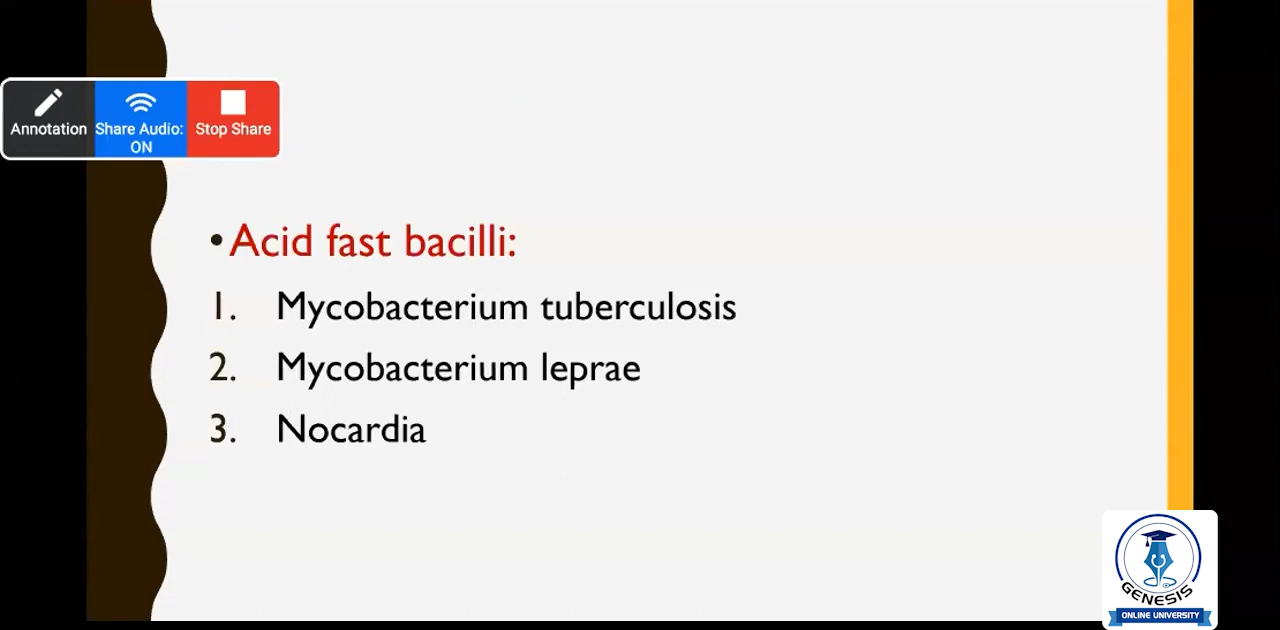 Annotation
Share Audio:
ON
Stop Share
•Acid fast bacilli:
1. Mycobacterium tuberculosis
2. Mycobacterium leprae
3. Nocardia
GENESIS
ONLINE UNIVERSITY